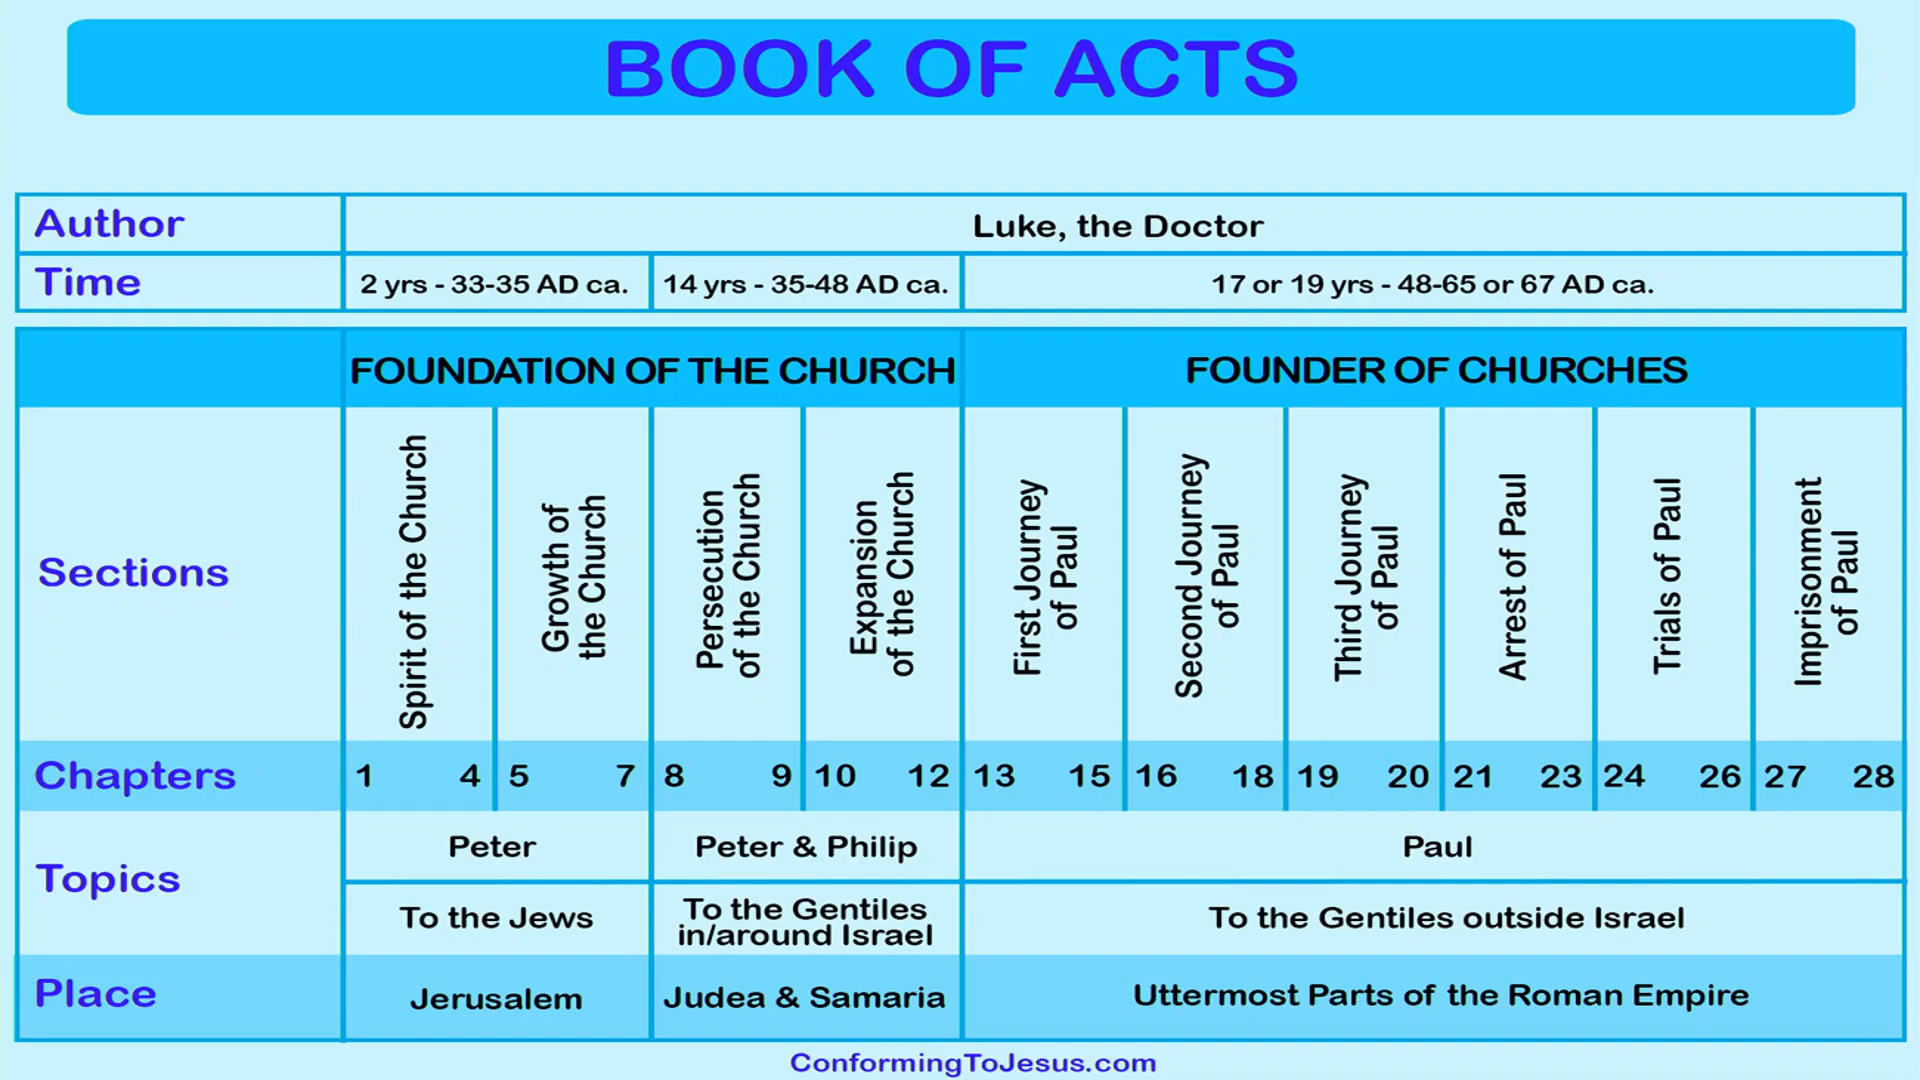 BOOK OF ACTS
Author
Luke, the Doctor
Time
2 yrs - 33-35 AD ca.
14 yrs - 35-48 AD ca.
17 or 19 yrs - 48-65 or 67 AD ca.
FOUNDATION OF THE CHURCH
FOUNDER OF CHURCHES
Sections
Spirit of the Church
Growth of
the Church
Persecution
of the Church
Expansion
of the Church
First Journey
of Paul
Second Journey
of Paul
Third Journey
of Paul
Arrest of Paul
Trials of Paul
Imprisonment
of Paul
Chapters
1 4
5 7
8 9
10 12
13 15
16 18
19 20
21 23
24 26
27 28
Topics
Peter
Peter & Philip
Paul
To the Jews
To the Gentiles
in/around Israel
To the Gentiles outside Israel
Place
Jerusalem
Judea & Samaria
Uttermost Parts of the Roman Empire
ConformingToJesus.com